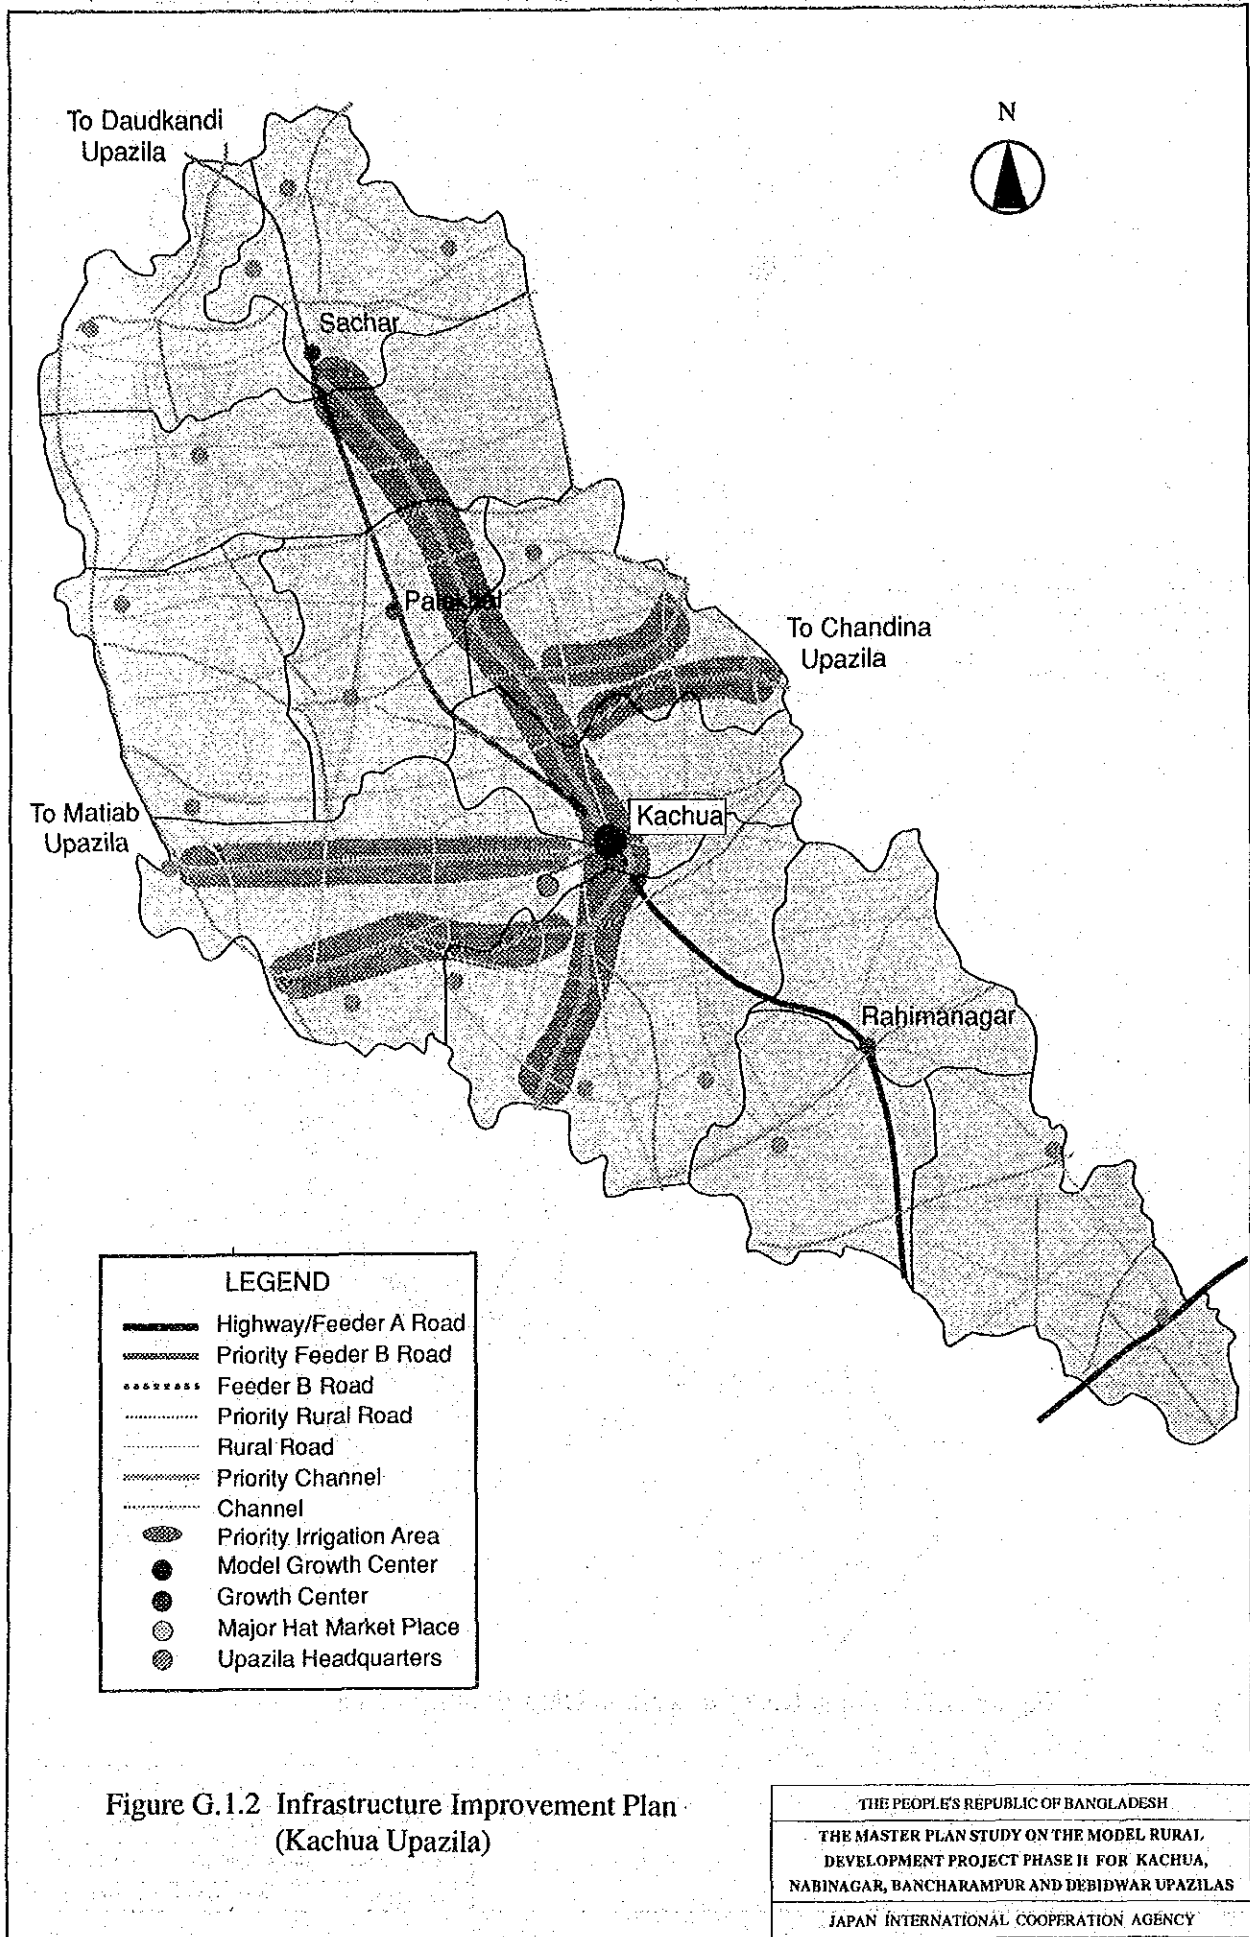 To Daudkandi
Upazila
N
Sachar
To Chandina
Upazila
To Matiab
Upazila
Kachua
Rahimanagar
LEGEND
Highway/Feeder A Road
Priority Feeder B Road
Feeder B Road
Priority Rural Road
Rural Road
Priority Channel
Channel
Priority Irrigation Area
Model Growth Center
Growth Center
Major Hat Market Place
Upazila Headquarters
Figure G.1.2 Infrastructure Improvement Plan
(Kachua Upazila)
THE PEOPLE'S REPUBLIC OF BANGLADESH
THE MASTER PLAN STUDY ON THE MODEL RURAL
DEVELOPMENT PROJECT PHASE II FOR KACHUA,
NABINAGAR, BANCHARAMPUR AND DEBIDWAR UPAZILAS
JAPAN INTERNATIONAL COOPERATION AGENCY